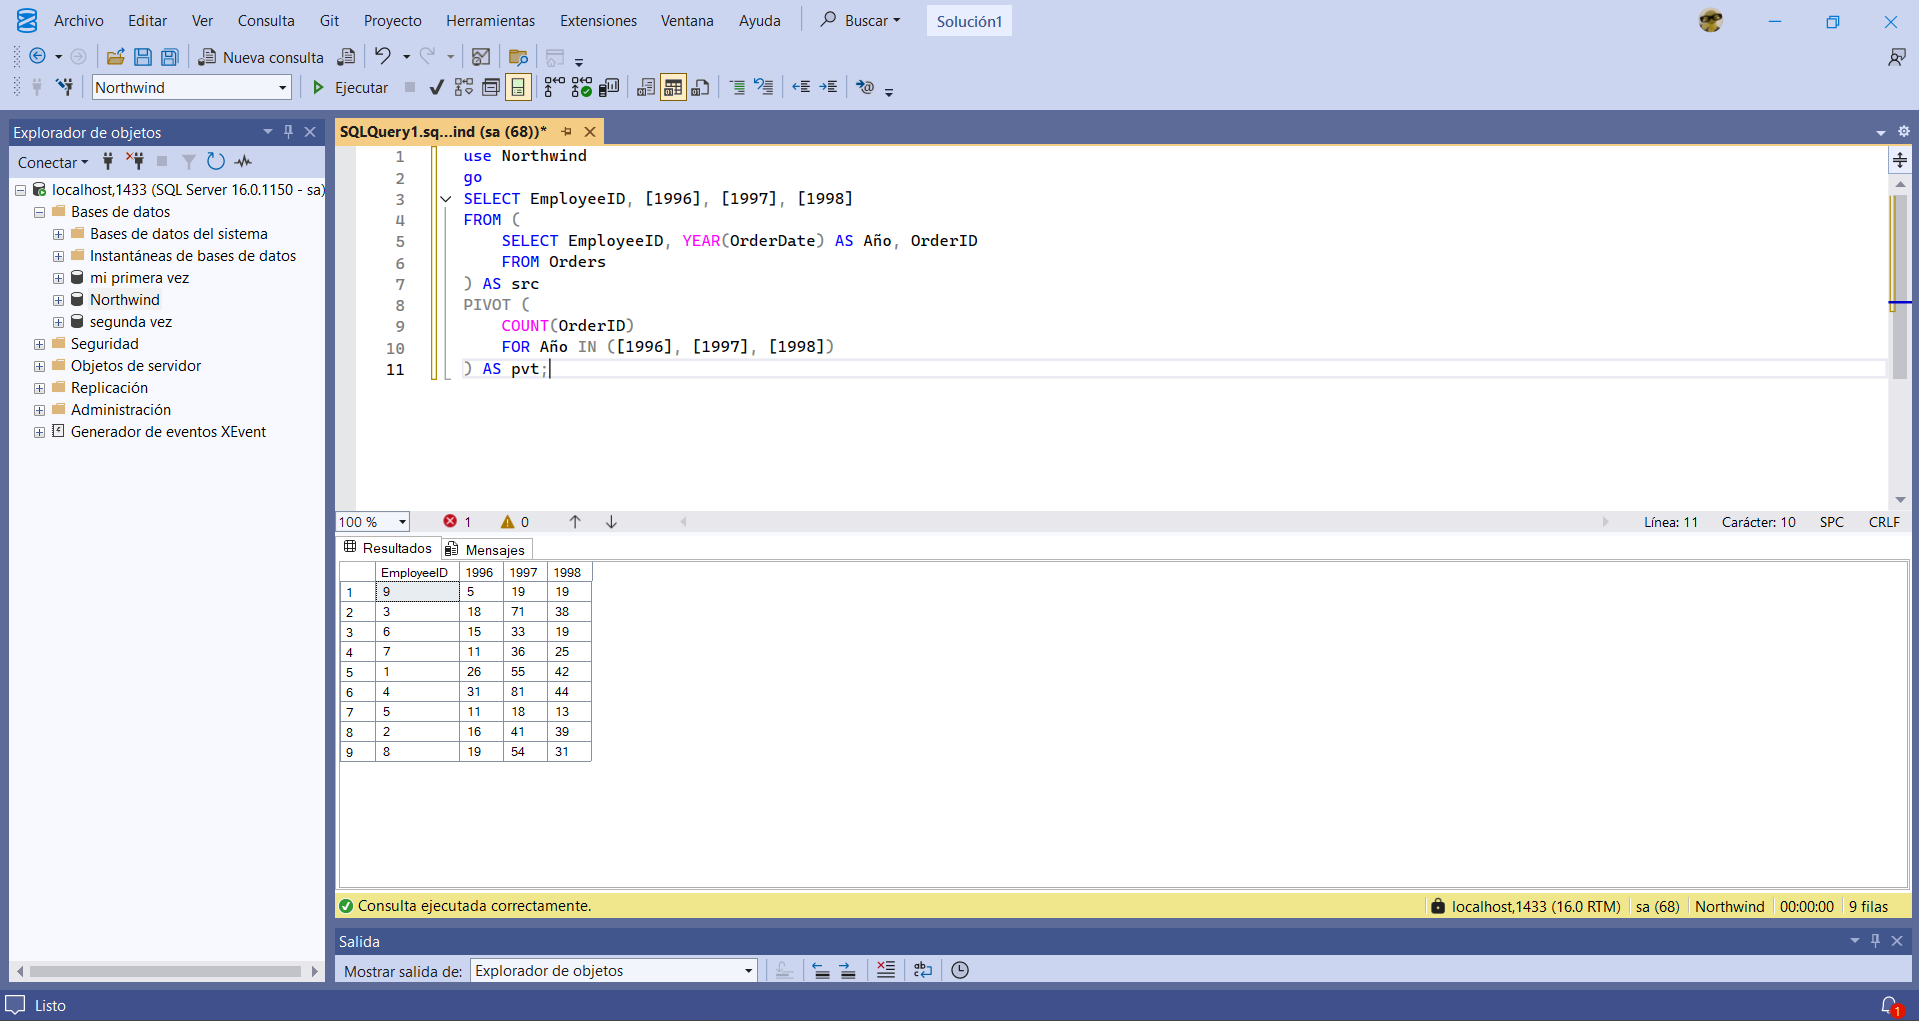 Archivo Editar Ver Consulta Git Proyecto Herramientas Extensiones Ventana Ayuda Buscar Solución1
Nueva consulta
Northwind Ejecutar
Explorador de objetos
Conectar
localhost,1433 (SQL Server 16.0.1150 - sa)
Bases de datos
Bases de datos del sistema
Instantáneas de bases de datos
mi primera vez
Northwind
segunda vez
Seguridad
Objetos de servidor
Replicación
Administración
Generador de eventos XEvent
SQLQuery1.sq...ind (sa (68))*
1 use Northwind
2 go
3 SELECT EmployeeID, [1996], [1997], [1998]
4 FROM (
5 SELECT EmployeeID, YEAR(OrderDate) AS Año, OrderID
6 FROM Orders
7 ) AS src
8 PIVOT (
9 COUNT(OrderID)
10 FOR Año IN ([1996], [1997], [1998])
11 ) AS pvt;
100 % 1 0 Línea: 11 Carácter: 10 SPC CRLF
Resultados Mensajes
EmployeeID 1996 1997 1998
1 9 5 19 19
2 3 18 71 38
3 6 15 33 19
4 7 11 36 25
5 1 26 55 42
6 4 31 81 44
7 5 11 18 13
8 2 16 41 39
9 8 19 54 31
Consulta ejecutada correctamente. localhost,1433 (16.0 RTM) sa (68) Northwind 00:00:00 9 filas
Salida
Mostrar salida de: Explorador de objetos
Listo 1